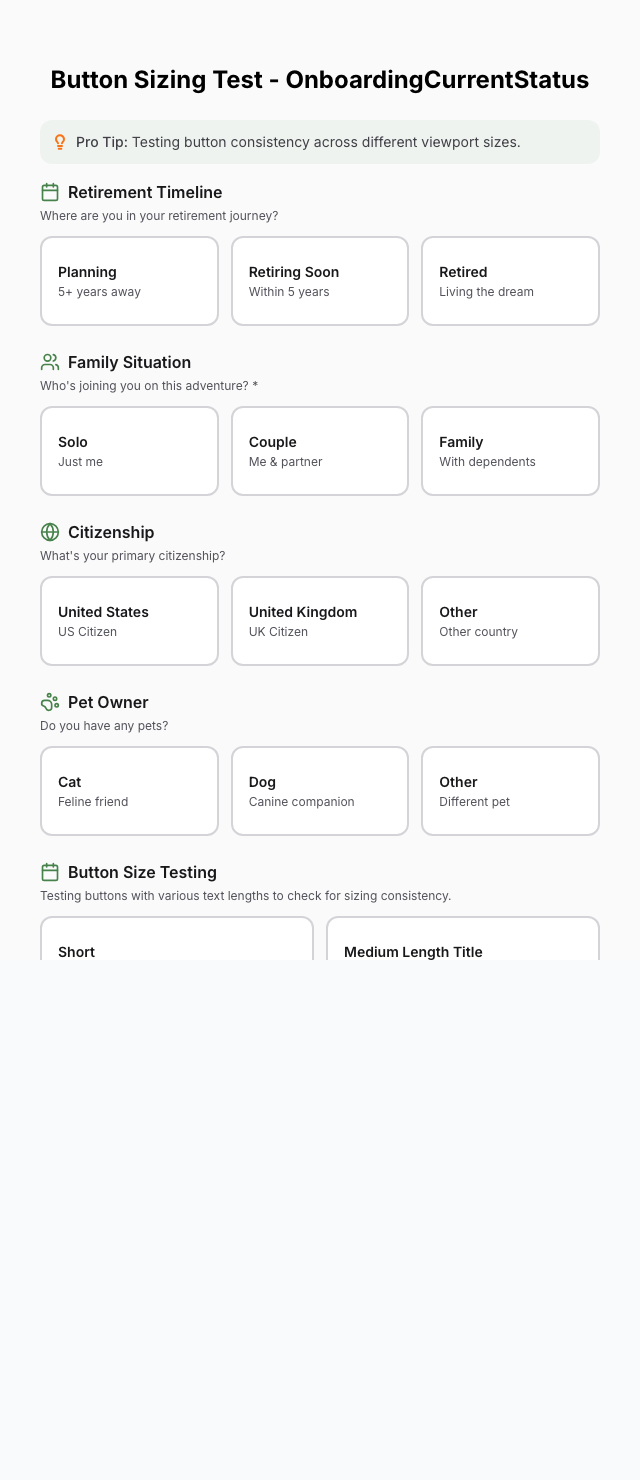 Button Sizing Test - OnboardingCurrentStatus
Pro Tip: Testing button consistency across different viewport sizes.
Retirement Timeline
Where are you in your retirement journey?
Planning
5+ years away
Retiring Soon
Within 5 years
Retired
Living the dream
Family Situation
Who's joining you on this adventure? *
Solo
Just me
Couple
Me & partner
Family
With dependents
Citizenship
What's your primary citizenship?
United States
US Citizen
United Kingdom
UK Citizen
Other
Other country
Pet Owner
Do you have any pets?
Cat
Feline friend
Dog
Canine companion
Other
Different pet
Button Size Testing
Testing buttons with various text lengths to check for sizing consistency.
Short
Medium Length Title